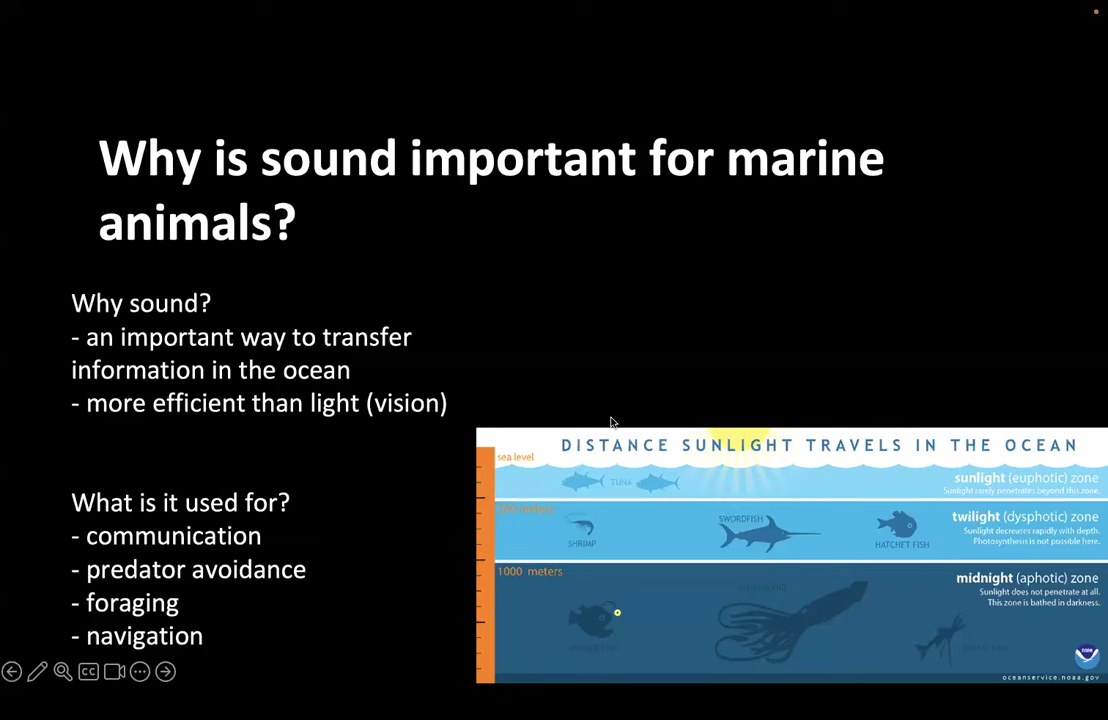 Why is sound important for marine
animals?
Why sound?
- an important way to transfer
information in the ocean
- more efficient than light (vision)
What is it used for?
- communication
- predator avoidance
- foraging
- navigation
CC
DISTANCE SUNLIGHT TRAVELS IN THE OCEAN
sea level
TUNA
sunlight (euphotic) zone
Sunlight rarely penetrates beyond this zone.
200 meters
SHRIMP
SWORDFISH
HATCHET FISH
twilight (dysphotic) zone
Sunlight decreases rapidly with depth.
Photosynthesis is not possible here.
1000 meters
midnight (aphotic) zone
Sunlight does not penetrate at all.
This zone is bathed in darkness.
oceanservice.noaa.gov